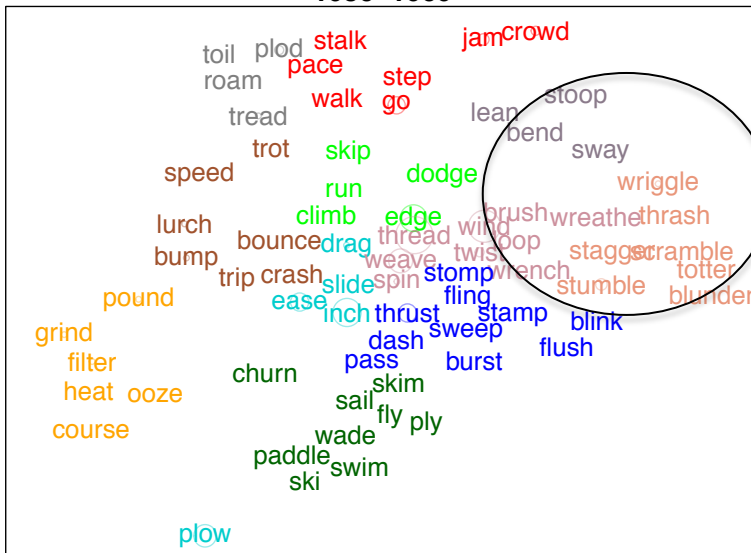 stalk
jam
crowd
toil
plod
pace
roam
step
walk
go
stoop
lean
tread
bend
trot
skip
sway
speed
dodge
wriggle
run
lurch
climb
edge
brush
wreathe
thrash
wind
thread
loop
bounce
drag
bump
weave
twist
stagger
scramble
trip
crash
spin
stomp
wrench
totter
slide
stumble
pound
ease
inch
fling
blunder
thrust
stamp
blink
grind
sweep
dash
flush
filter
pass
burst
churn
heat
ooze
skim
sail
fly
ply
course
wade
paddle
swim
ski
plow